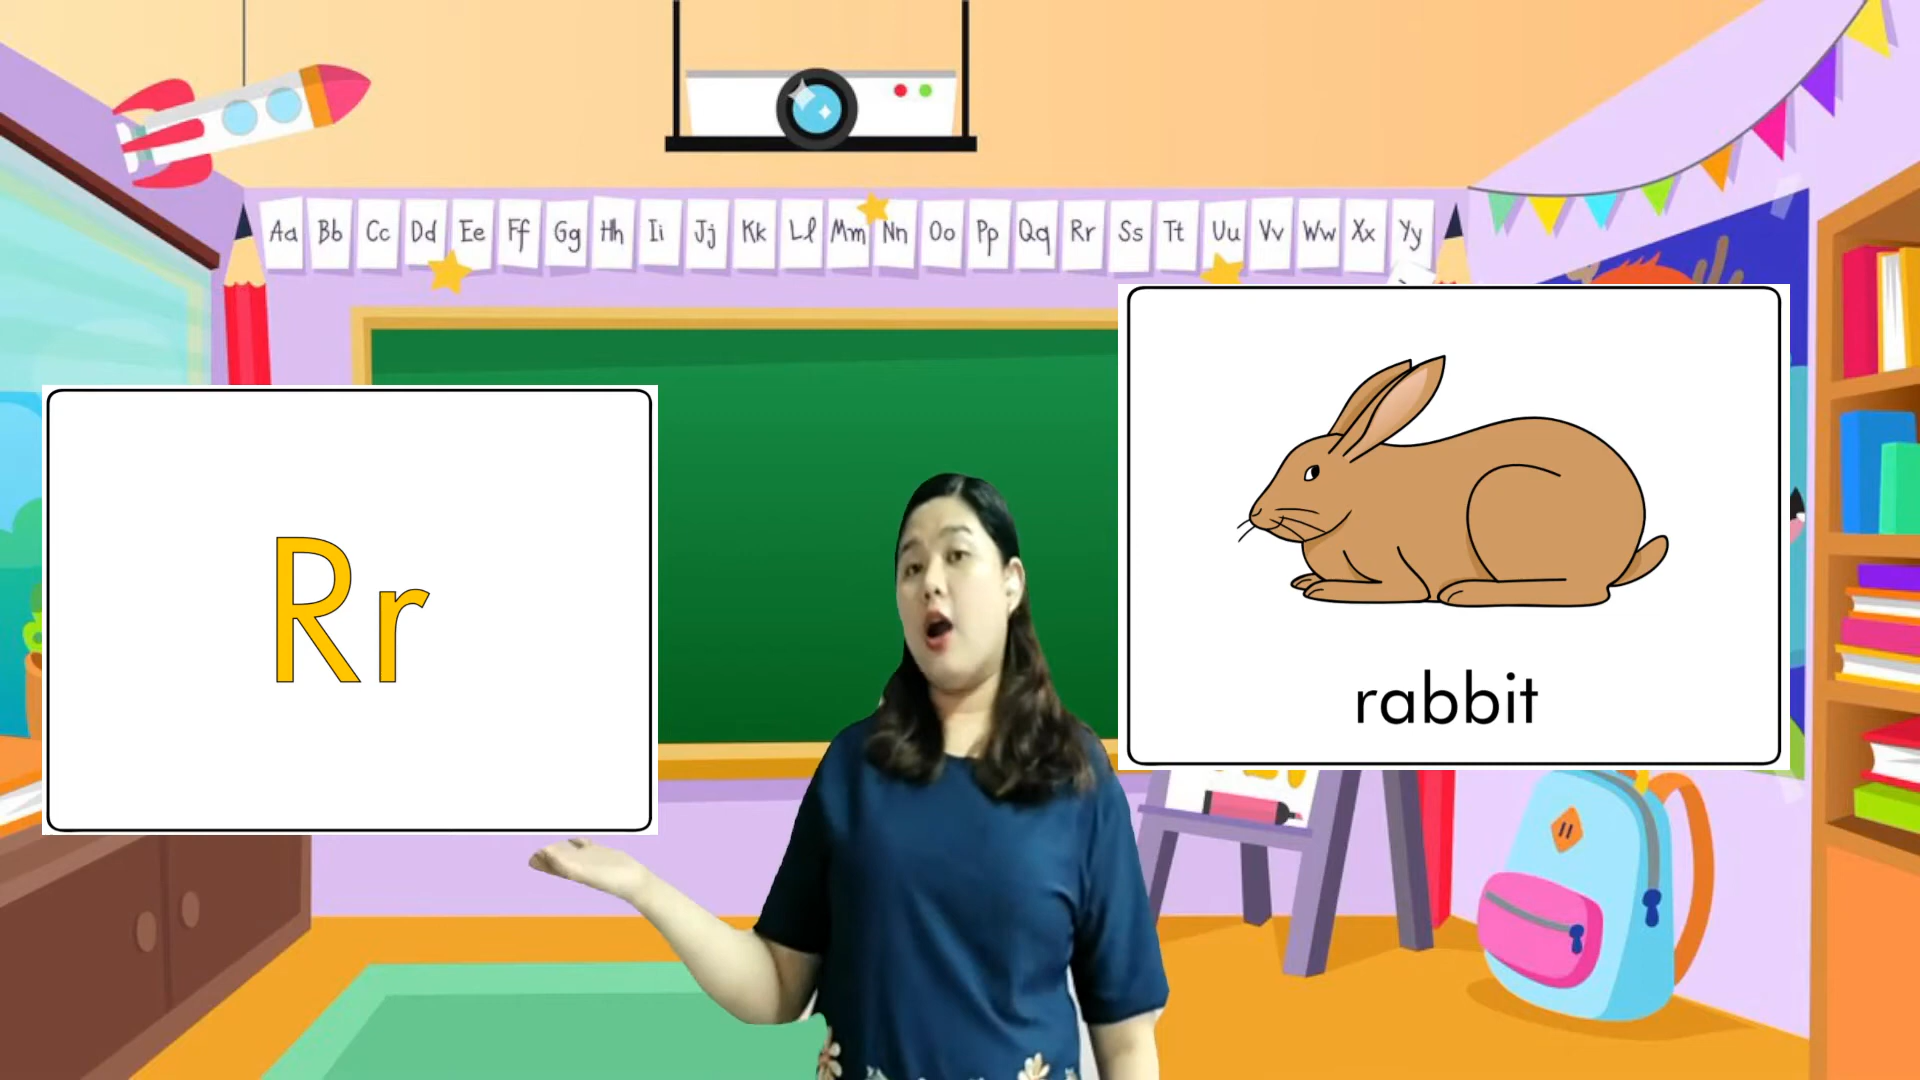 Aa Bb Cc Dd Ee Ff Gg Hh Ii Jj Kk Ll Mm Nn Oo Pp Qq Rr Ss Tt Uu Vv Ww Xx Yy
Rr
rabbit